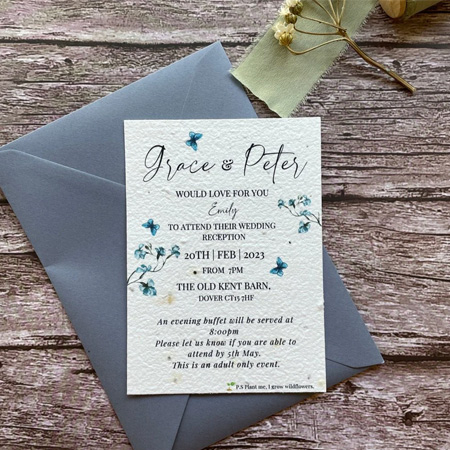 Grace & Peter
WOULD LOVE FOR YOU
Emily
TO ATTEND THEIR WEDDING
RECEPTION
20TH | FEB | 2023
FROM 7PM
THE OLD KENT BARN,
DOVER CT15 7HF
An evening buffet will be served at
8:00pm
Please let us know if you are able to
attend by 5th May.
This is an adult only event.
P.S Plant me, I grow wildflowers.